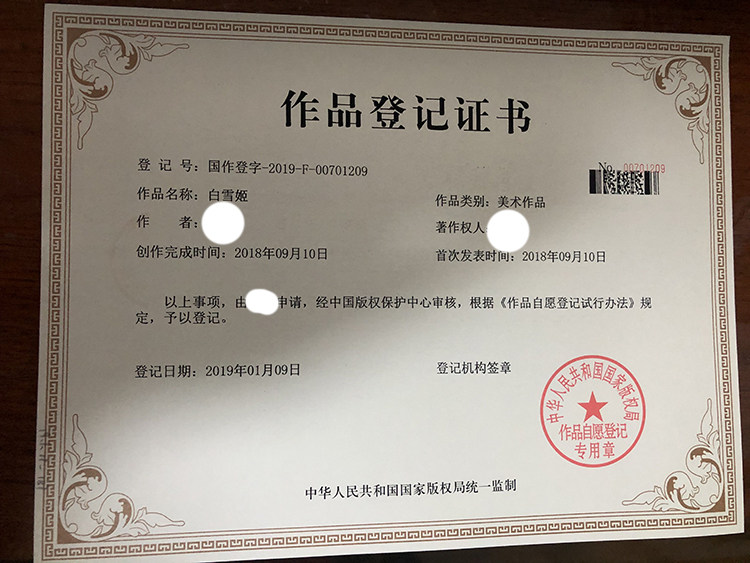 作品登记证书
No. 00701209
登 记 号：国作登字-2019-F-00701209
作品名称：白雪姬
作品类别：美术作品
作　　者：
著作权人
创作完成时间：2018年09月10日
首次发表时间：2018年09月10日
以上事项，由 申请，经中国版权保护中心审核，根据《作品自愿登记试行办法》规
定，予以登记。
登记日期：2019年01月09日
登记机构签章
中华人民共和国国家版权局
作品自愿登记
专用章
中华人民共和国国家版权局统一监制